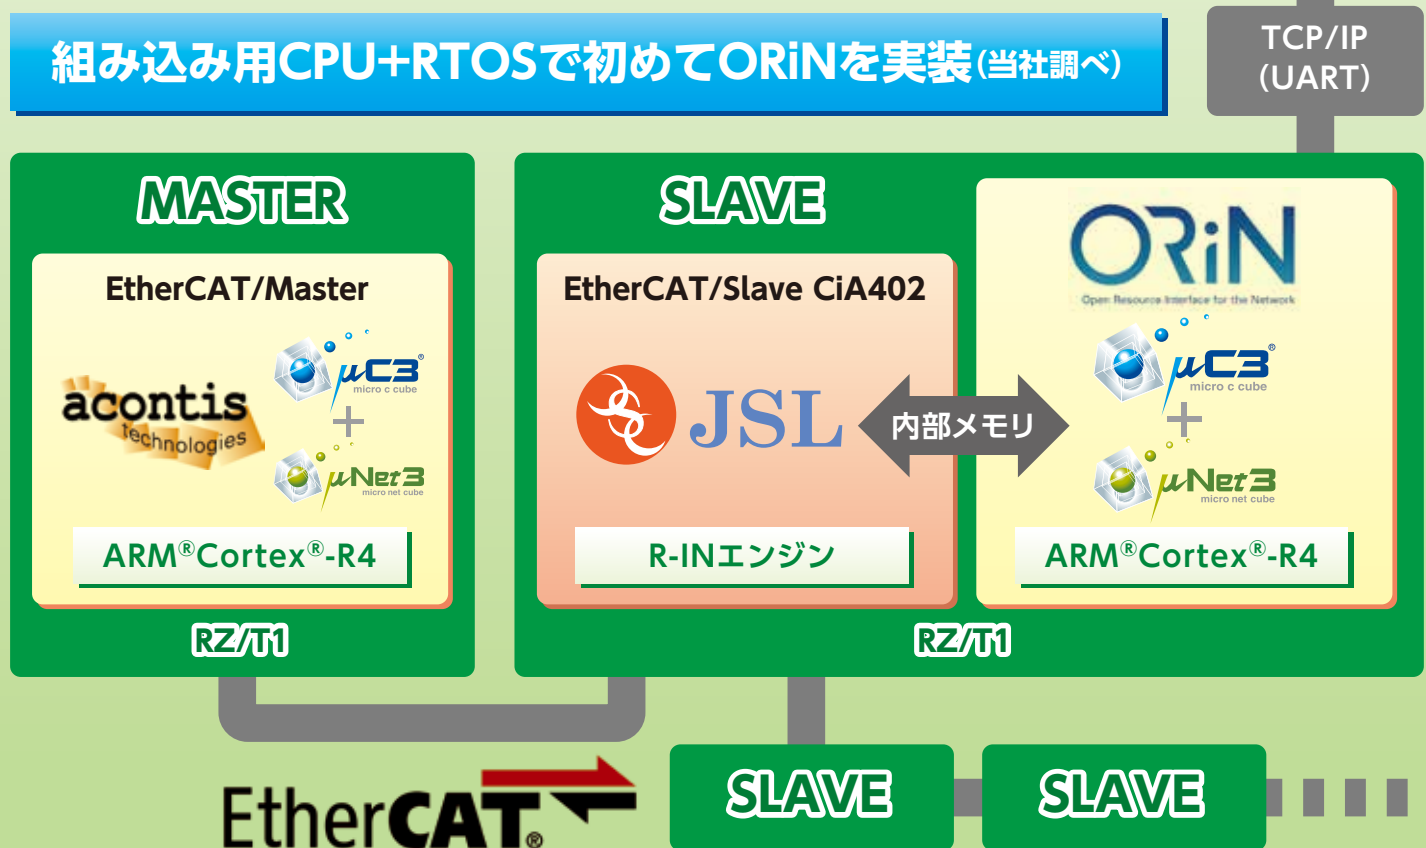 組み込み用CPU+RTOSで初めてORiNを実装(当社調べ)
TCP/IP
(UART)
MASTER
EtherCAT/Master
acontis
technologies
μC3®
micro c cube
+
μNet3
micro net cube
ARM®Cortex®-R4
RZ/T1
SLAVE
EtherCAT/Slave CiA402
JSL
R-INエンジン
内部メモリ
ORiN
Open Resource Interface for the Network
μC3®
micro c cube
+
μNet3
micro net cube
ARM®Cortex®-R4
RZ/T1
EtherCAT®
SLAVE
SLAVE